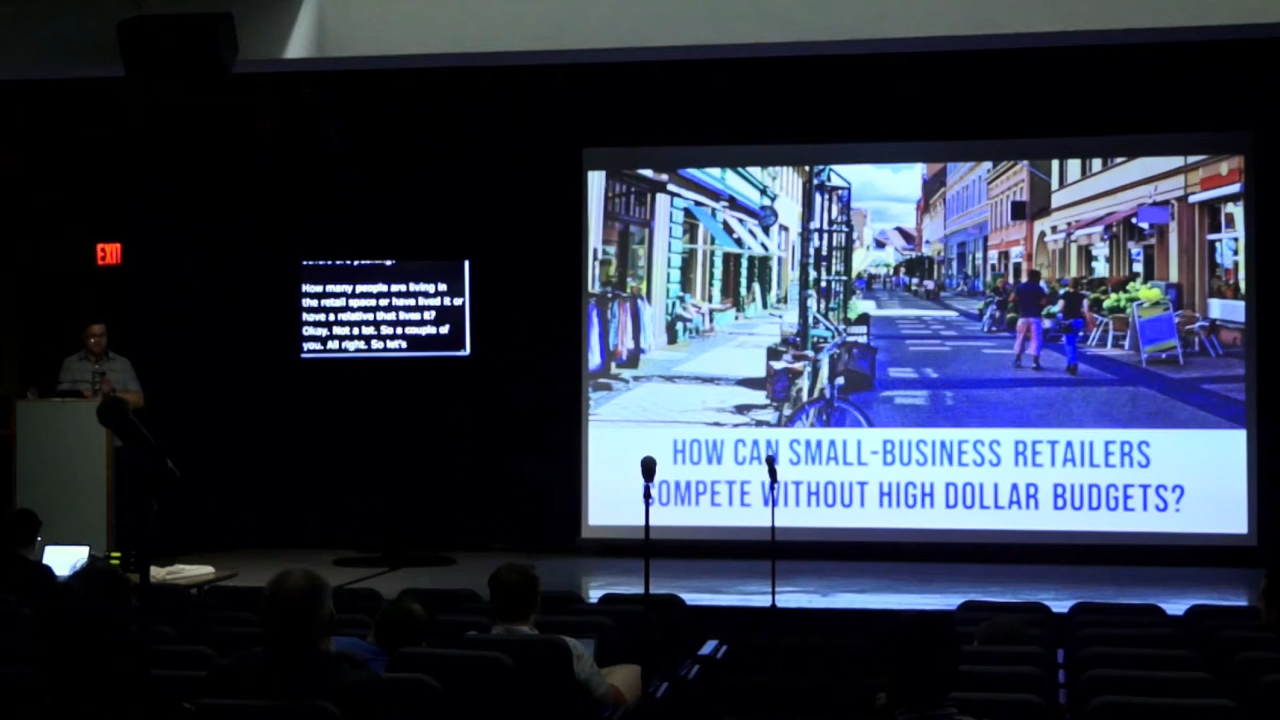 EXIT
How many people are living in
the retail space or have lived it or
have a relative that lives it?
Okay. Not a lot. So a couple of
you. All right. So let's
HOW CAN SMALL-BUSINESS RETAILERS
COMPETE WITHOUT HIGH DOLLAR BUDGETS?